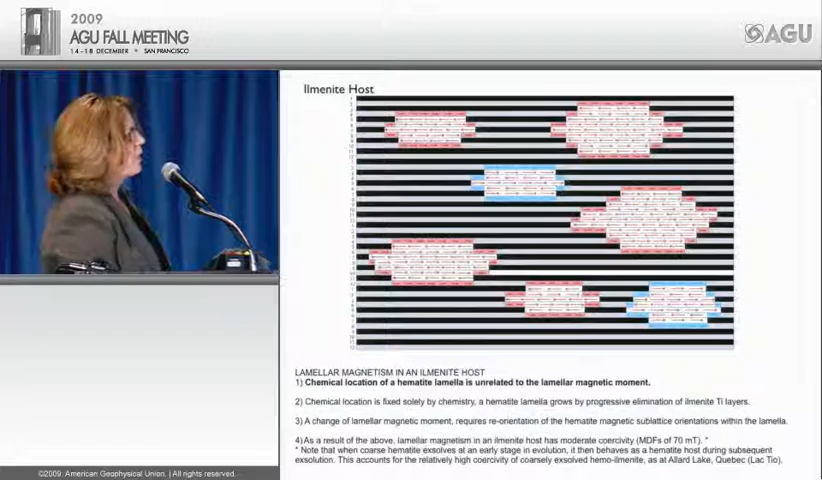 2009
AGU FALL MEETING
14-18 DECEMBER • SAN FRANCISCO
AGU
Ilmenite Host
LAMELLAR MAGNETISM IN AN ILMENITE HOST
1) Chemical location of a hematite lamella is unrelated to the lamellar magnetic moment.
2) Chemical location is fixed solely by chemistry, a hematite lamella grows by progressive elimination of ilmenite Ti layers.
3) A change of lamellar magnetic moment, requires re-orientation of the hematite magnetic sublattice orientations within the lamella.
4) As a result of the above, lamellar magnetism in an ilmenite host has moderate coercivity (MDFs of 70 mT). *
* Note that when coarse hematite exsolves at an early stage in evolution, it then behaves as a hematite host during subsequent
exsolution. This accounts for the relatively high coercivity of coarsely exsolved hemo-ilmenite, as at Allard Lake, Quebec (Lac Tio).
©2009. American Geophysical Union. | All rights reserved.